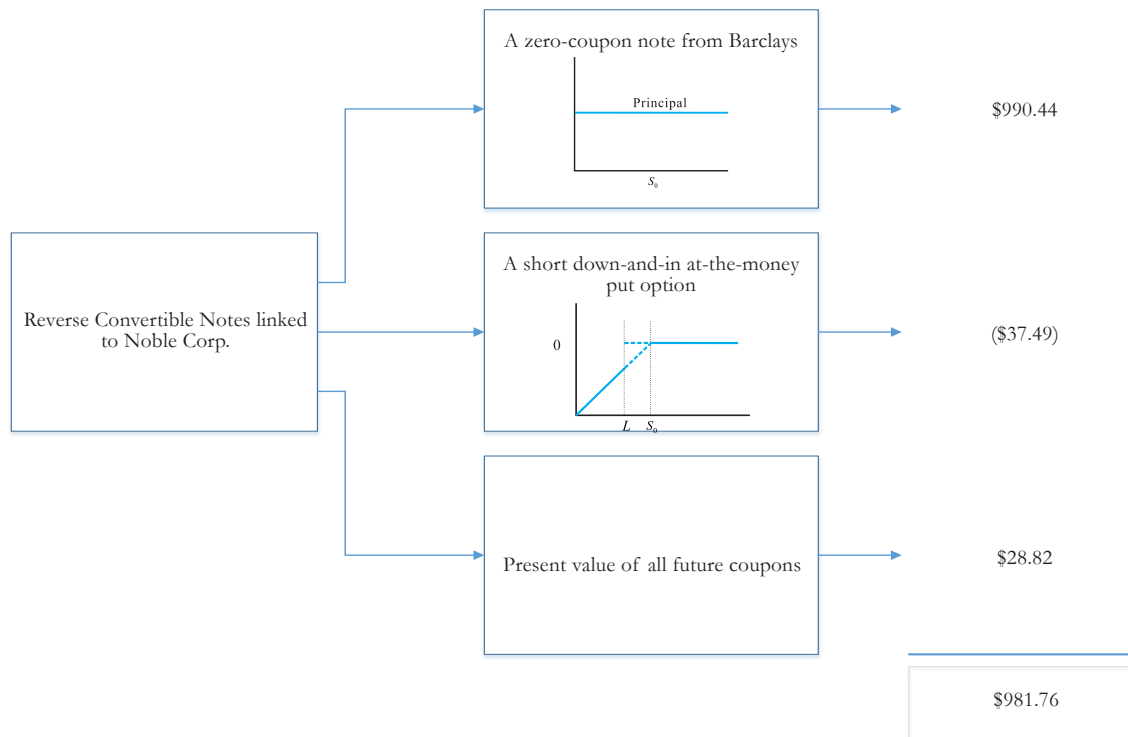 A zero-coupon note from Barclays
Principal
S₀
$990.44
Reverse Convertible Notes linked
to Noble Corp.
A short down-and-in at-the-money
put option
0
L S₀
($37.49)
Present value of all future coupons
$28.82
$981.76